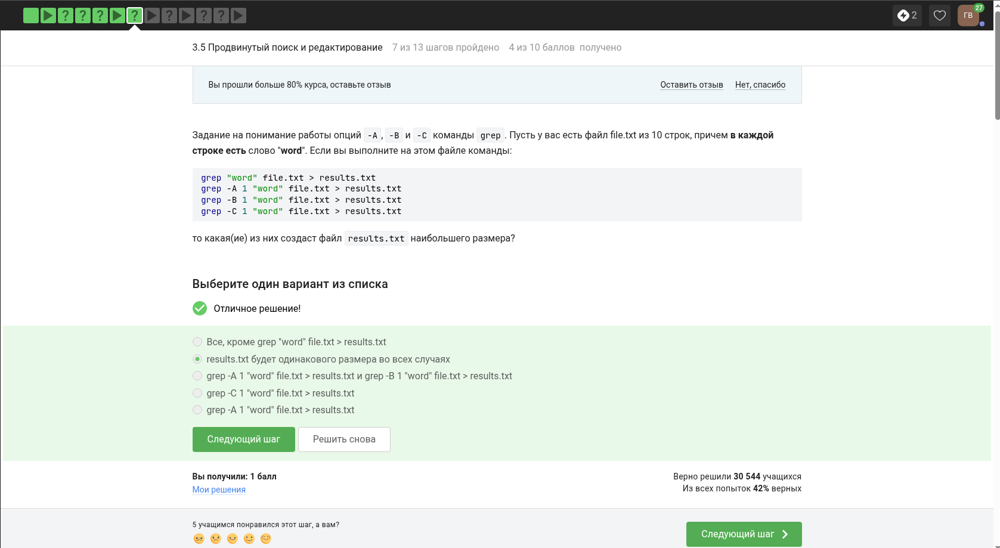 ? ? ? ? ? ? ?
2
ГВ
27
3.5 Продвинутый поиск и редактирование 7 из 13 шагов пройдено 4 из 10 баллов получено
Вы прошли больше 80% курса, оставьте отзыв Оставить отзыв Нет, спасибо
Задание на понимание работы опций -A, -B и -C команды grep. Пусть у вас есть файл file.txt из 10 строк, причем в каждой
строке есть слово "word". Если вы выполните на этом файле команды:
grep "word" file.txt > results.txt
grep -A 1 "word" file.txt > results.txt
grep -B 1 "word" file.txt > results.txt
grep -C 1 "word" file.txt > results.txt
то какая(ие) из них создаст файл results.txt наибольшего размера?
Выберите один вариант из списка
Отличное решение!
Все, кроме grep "word" file.txt > results.txt
results.txt будет одинакового размера во всех случаях
grep -A 1 "word" file.txt > results.txt и grep -B 1 "word" file.txt > results.txt
grep -C 1 "word" file.txt > results.txt
grep -A 1 "word" file.txt > results.txt
Следующий шаг Решить снова
Вы получили: 1 балл
Мои решения
Верно решили 30 544 учащихся
Из всех попыток 42% верных
5 учащимся понравился этот шаг, а вам?
Следующий шаг